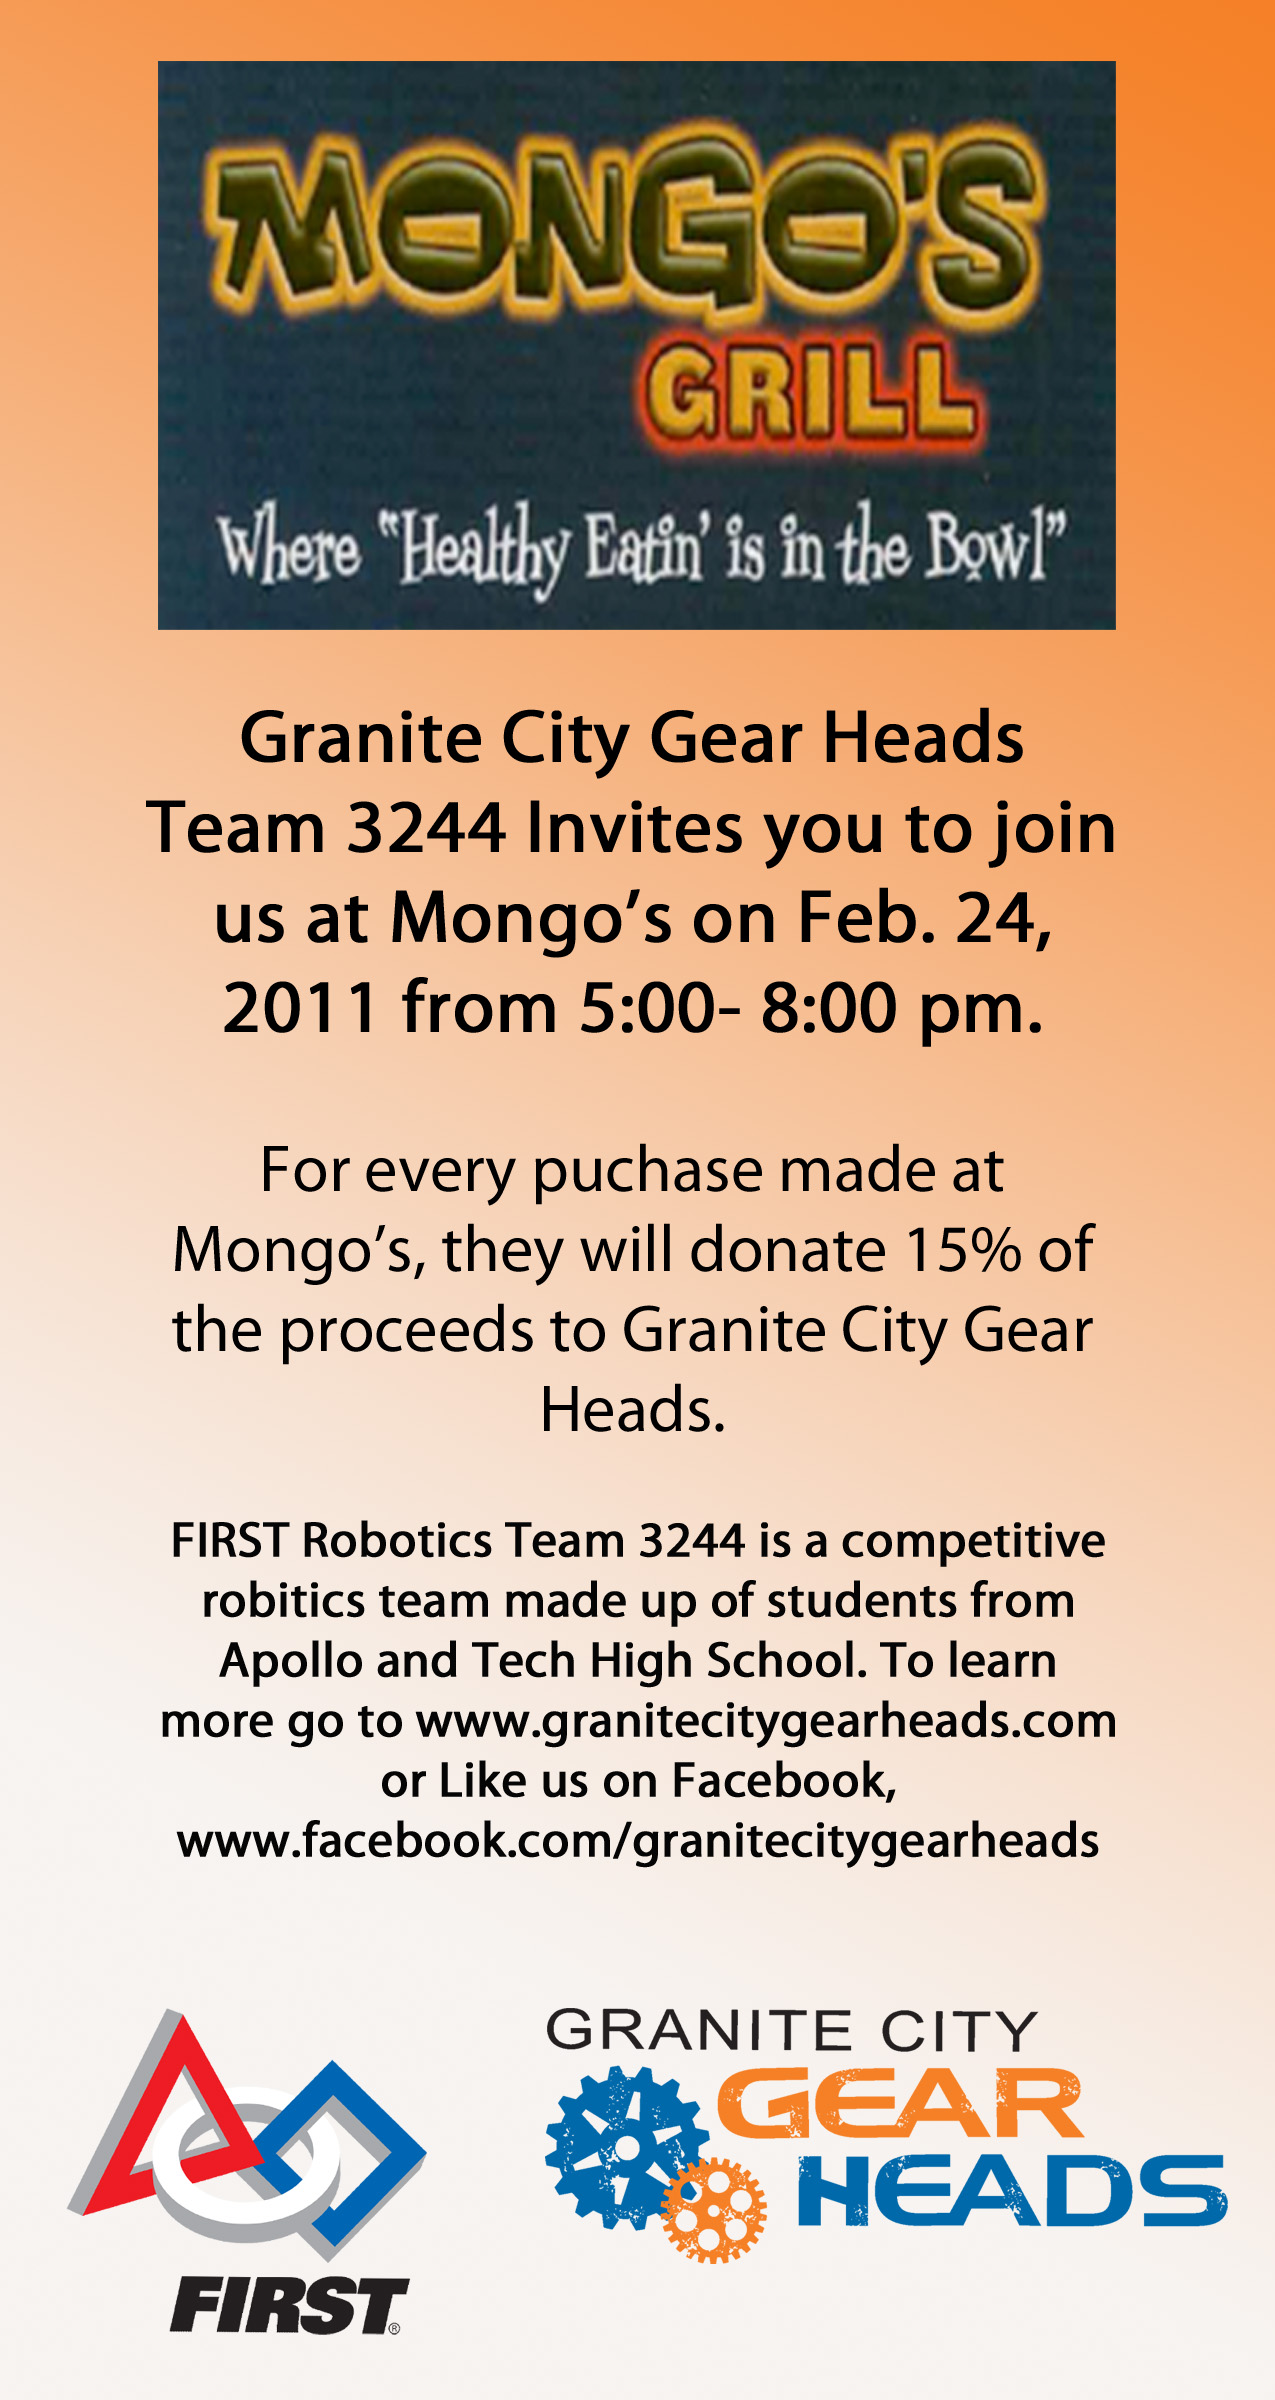 MONGO'S
GRILL
Where "Healthy Eatin' is in the Bowl"
Granite City Gear Heads
Team 3244 Invites you to join
us at Mongo’s on Feb. 24,
2011 from 5:00- 8:00 pm.
For every puchase made at
Mongo’s, they will donate 15% of
the proceeds to Granite City Gear
Heads.
FIRST Robotics Team 3244 is a competitive
robitics team made up of students from
Apollo and Tech High School. To learn
more go to www.granitecitygearheads.com
or Like us on Facebook,
www.facebook.com/granitecitygearheads
FIRST®
GRANITE CITY
GEAR
HEADS